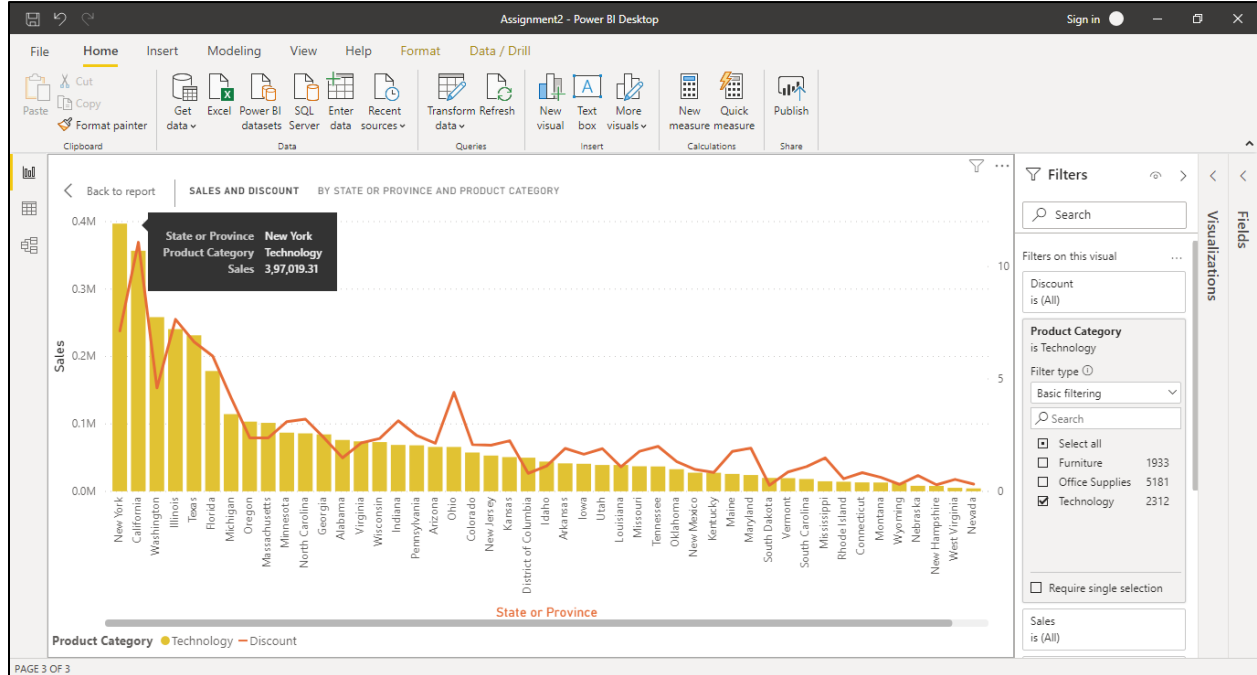 Assignment2 - Power BI Desktop
Sign in
File Home Insert Modeling View Help Format Data / Drill
Paste
Cut
Copy
Format painter
Clipboard
Get data
Excel
Power BI datasets
SQL Server
Enter data
Recent sources
Data
Transform data
Refresh
Queries
New visual
Text box
More visuals
Insert
New measure
Quick measure
Calculations
Publish
Share
Back to report
SALES AND DISCOUNT BY STATE OR PROVINCE AND PRODUCT CATEGORY
State or Province New York
Product Category Technology
Sales 3,97,019.31
Sales
0.4M
0.3M
0.2M
0.1M
0.0M
10
5
0
New York
California
Washington
Illinois
Texas
Florida
Michigan
Oregon
Massachusetts
Minnesota
North Carolina
Georgia
Alabama
Virginia
Wisconsin
Indiana
Pennsylvania
Arizona
Ohio
Colorado
New Jersey
Kansas
District of Columbia
Idaho
Arkansas
Iowa
Utah
Louisiana
Missouri
Tennessee
Oklahoma
New Mexico
Kentucky
Maine
Maryland
South Dakota
Vermont
South Carolina
Mississippi
Rhode Island
Connecticut
Montana
Wyoming
Nebraska
New Hampshire
West Virginia
Nevada
State or Province
Product Category Technology Discount
Filters
Search
Filters on this visual
Discount
is (All)
Product Category
is Technology
Filter type
Basic filtering
Search
Select all
Furniture 1933
Office Supplies 5181
Technology 2312
Require single selection
Sales
is (All)
Visualizations
Fields
PAGE 3 OF 3